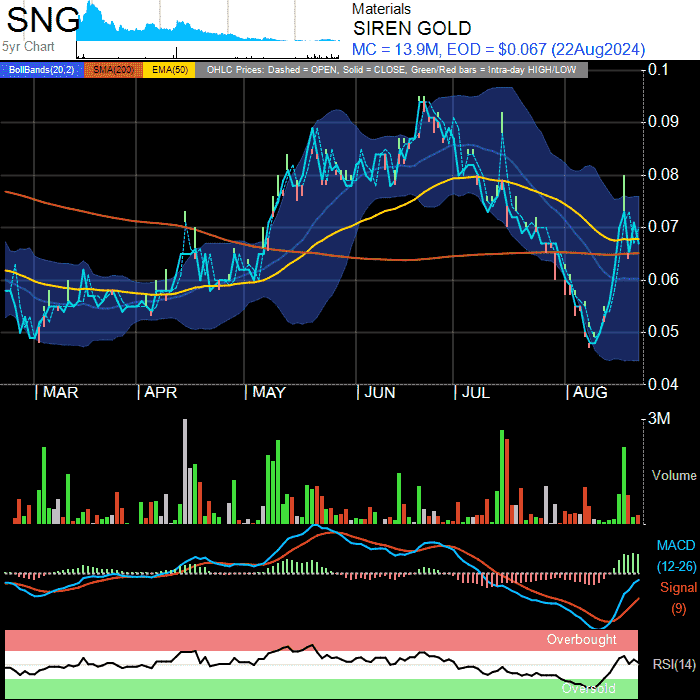 SNG
5yr Chart
Materials
SIREN GOLD
MC = 13.9M, EOD = $0.067 (22Aug2024)
BollBands(20,2) SMA(200) EMA(50) OHLC Prices: Dashed = OPEN, Solid = CLOSE, Green/Red bars = Intra-day HIGH/LOW
0.1
0.09
0.08
0.07
0.06
0.05
0.04
| MAR | APR | MAY | JUN | JUL | AUG
3M
Volume
MACD
(12-26)
Signal
(9)
Overbought
RSI(14)
Oversold